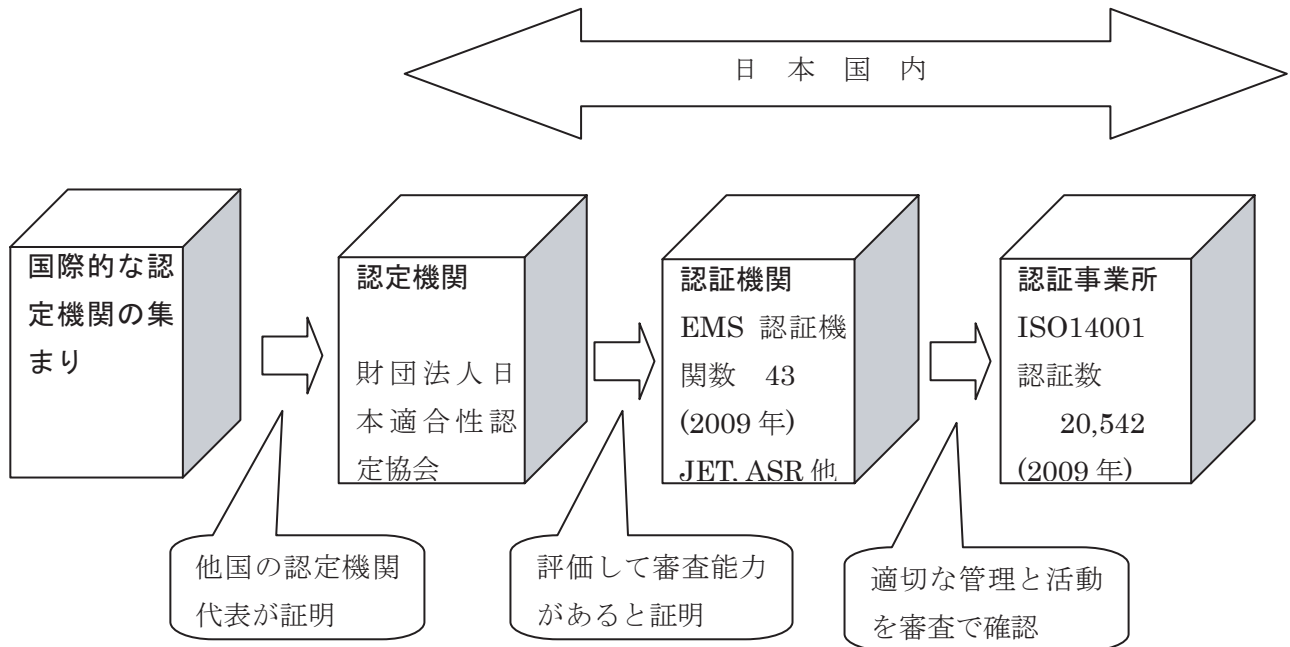 日本国内
国際的な認
定機関の集
まり
認定機関
財団法人日
本適合性認
定協会
認証機関
EMS 認証機
関数 43
(2009 年)
JET, ASR 他
認証事業所
ISO14001
認証数
20,542
(2009 年)
他国の認定機関
代表が証明
評価して審査能力
があると証明
適切な管理と活動
を審査で確認